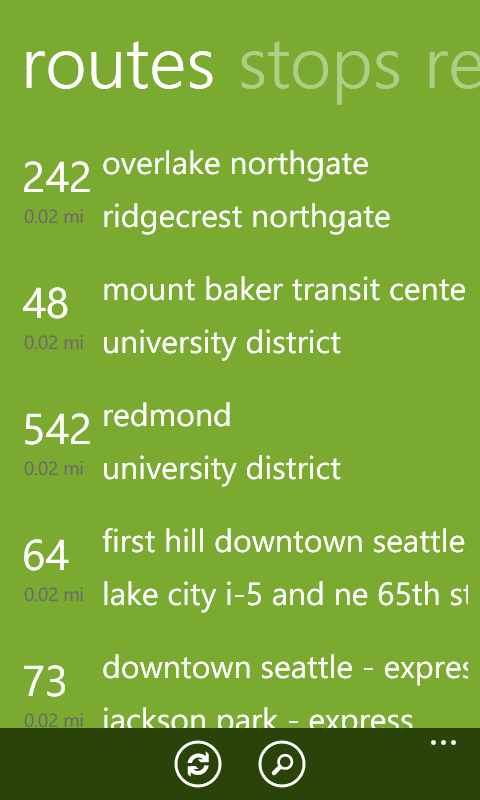 routes stops re
242 overlake northgate
0.02 mi ridgecrest northgate
48 mount baker transit cente
0.02 mi university district
542 redmond
0.02 mi university district
64 first hill downtown seattle
0.02 mi lake city i-5 and ne 65th st
73 downtown seattle - expres
0.02 mi jackson park - express